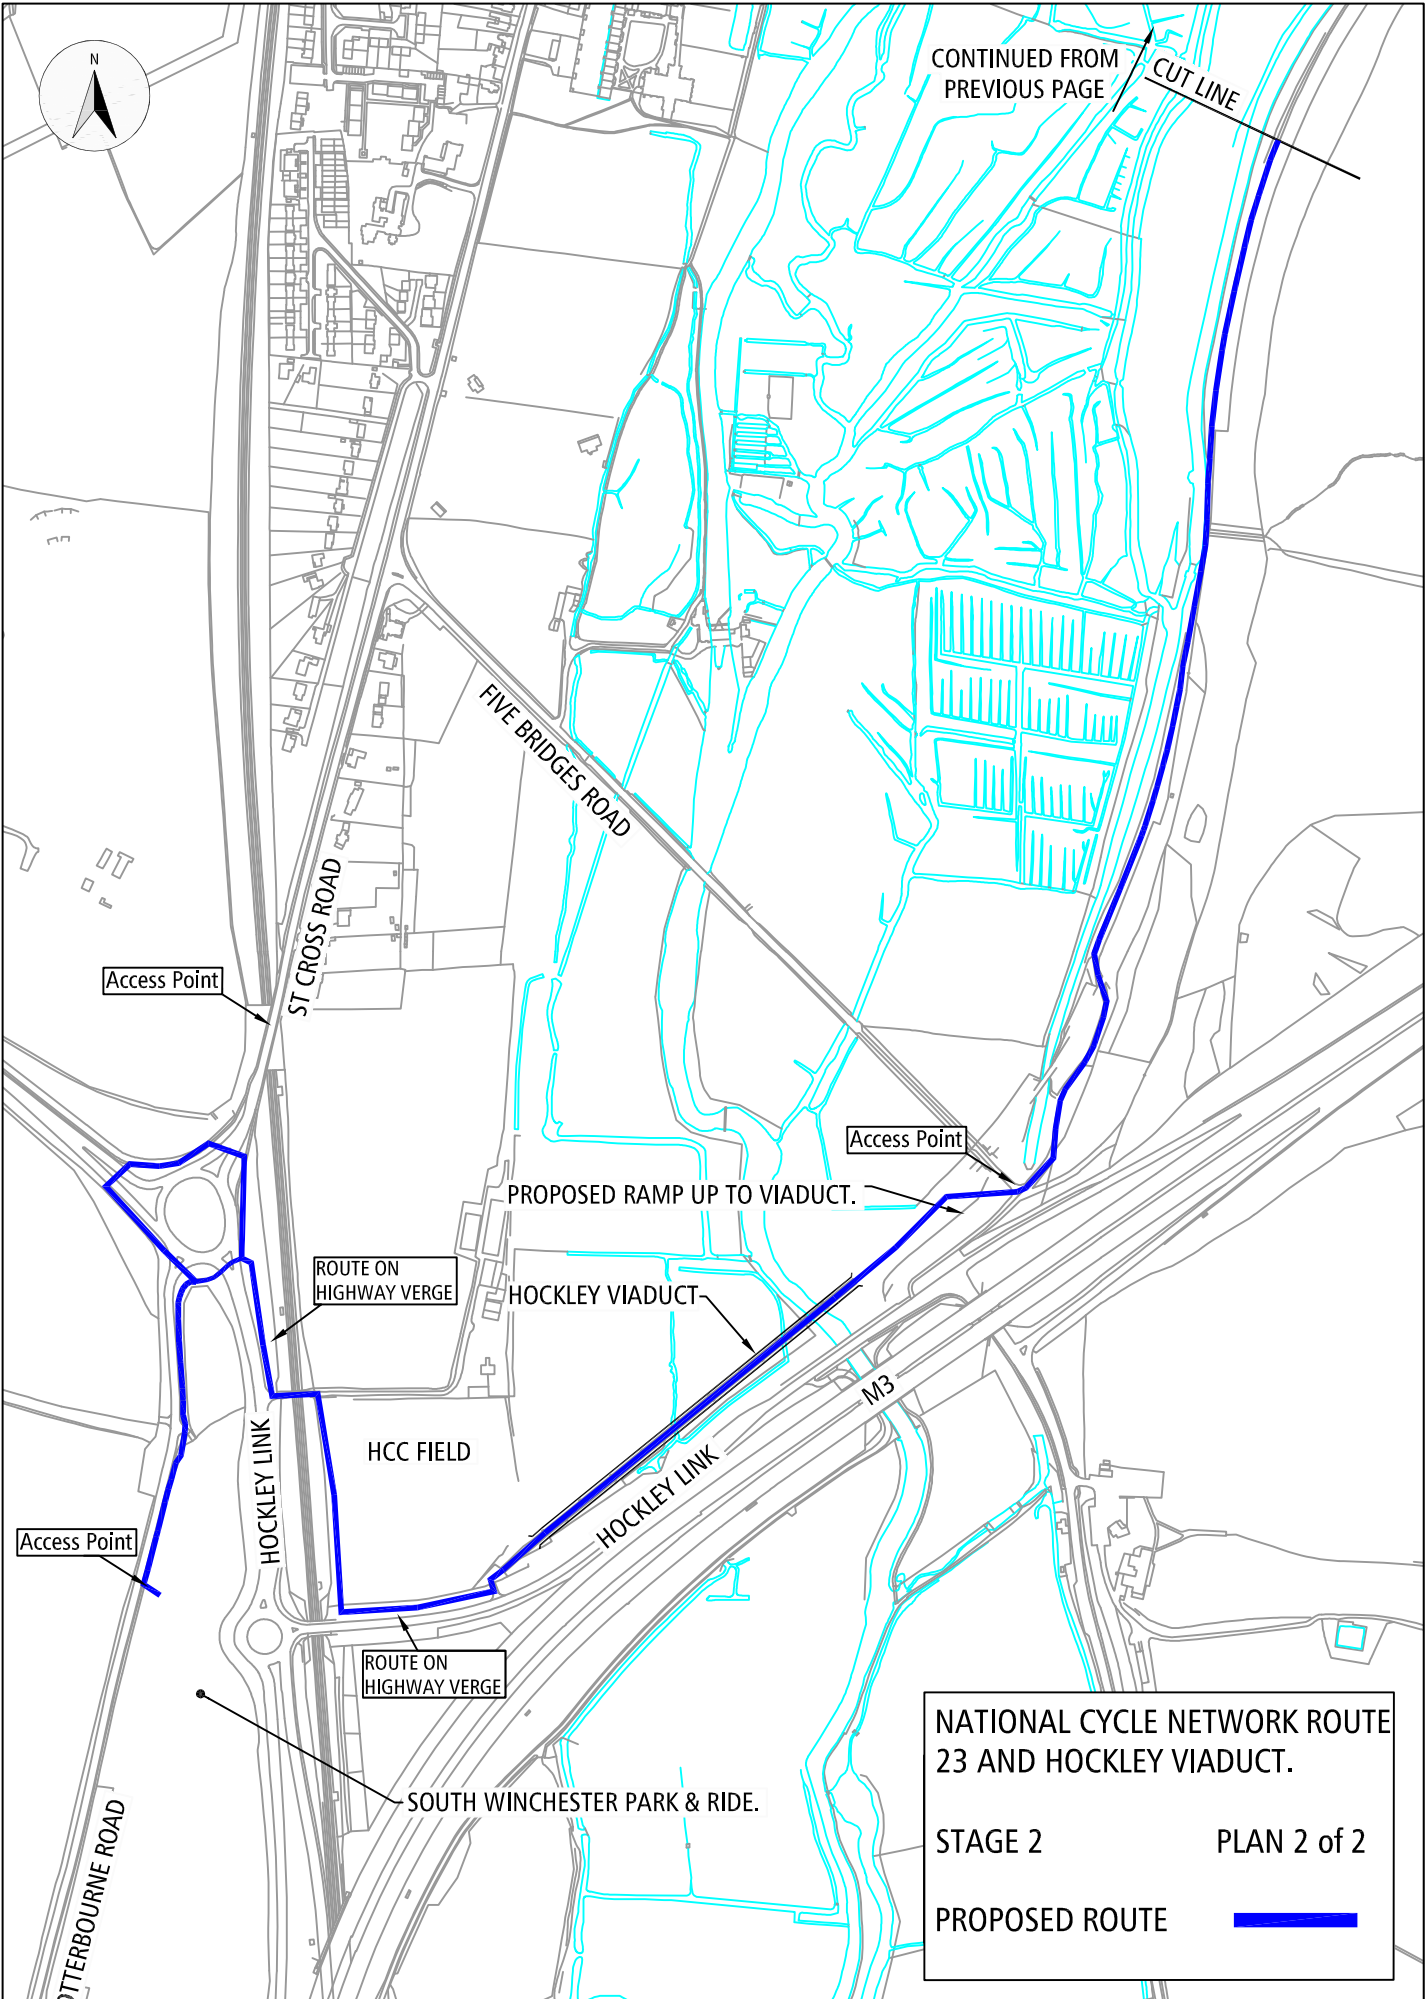 N
CONTINUED FROM
PREVIOUS PAGE
CUT LINE
FIVE BRIDGES ROAD
ST CROSS ROAD
Access Point
Access Point
PROPOSED RAMP UP TO VIADUCT.
ROUTE ON
HIGHWAY VERGE
HOCKLEY VIADUCT
M3
HOCKLEY LINK
HCC FIELD
HOCKLEY LINK
Access Point
ROUTE ON
HIGHWAY VERGE
SOUTH WINCHESTER PARK & RIDE.
OTTERBOURNE ROAD
NATIONAL CYCLE NETWORK ROUTE
23 AND HOCKLEY VIADUCT.
STAGE 2 PLAN 2 of 2
PROPOSED ROUTE